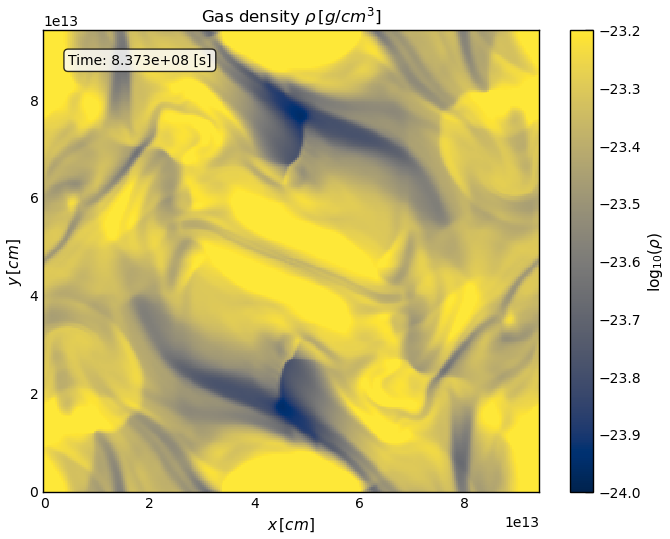 Gas density ρ [g/cm³]
1e13
Time: 8.373e+08 [s]
8
6
4
2
0
y [cm]
0 2 4 6 8
x [cm]
1e13
−23.2
−23.3
−23.4
−23.5
−23.6
−23.7
−23.8
−23.9
−24.0
log₁₀(ρ)